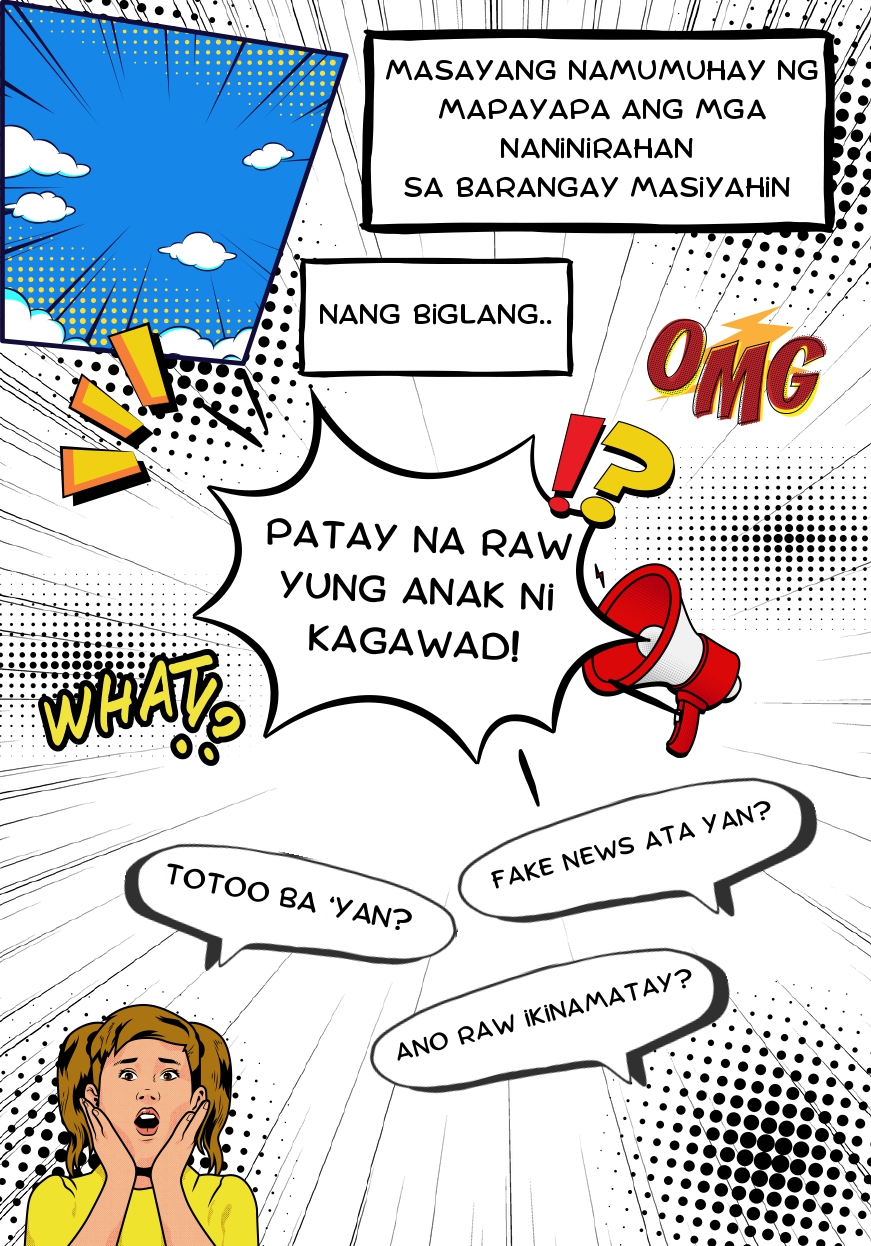 MASAYANG NAMUMUHAY NG
MAPAYAPA ANG MGA
NANiNiRAHAN
SA BARANGAY MASiYAHiN
NANG BiGLANG..
OMG
!?
PATAY NA RAW
YUNG ANAK Ni
KAGAWAD!
WHAT??
FAKE NEWS ATA YAN?
TOTOO BA ‘YAN?
ANO RAW iKiNAMATAY?